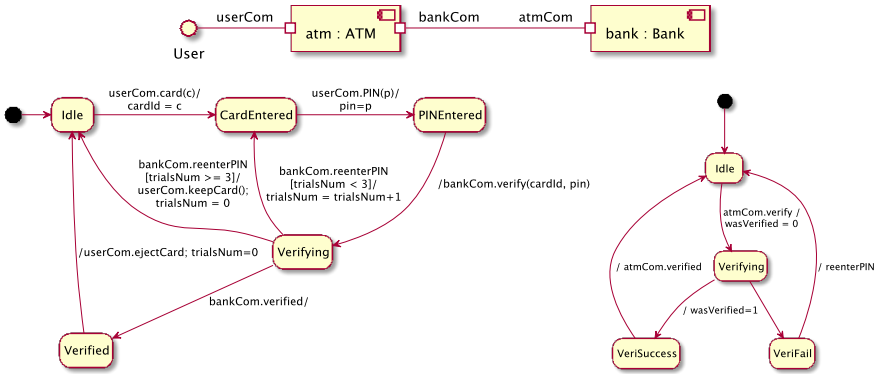 userCom
bankCom
atmCom
atm : ATM
bank : Bank
User
userCom.card(c)/
cardId = c
userCom.PIN(p)/
pin=p
Idle
CardEntered
PINEntered
bankCom.reenterPIN
[trialsNum >= 3]/
userCom.keepCard();
trialsNum = 0
bankCom.reenterPIN
[trialsNum < 3]/
trialsNum = trialsNum+1
/bankCom.verify(cardId, pin)
Verifying
/userCom.ejectCard; trialsNum=0
bankCom.verified/
Verified
Idle
atmCom.verify /
wasVerified = 0
Verifying
/ atmCom.verified
/ reenterPIN
/ wasVerified=1
VeriSuccess
VeriFail